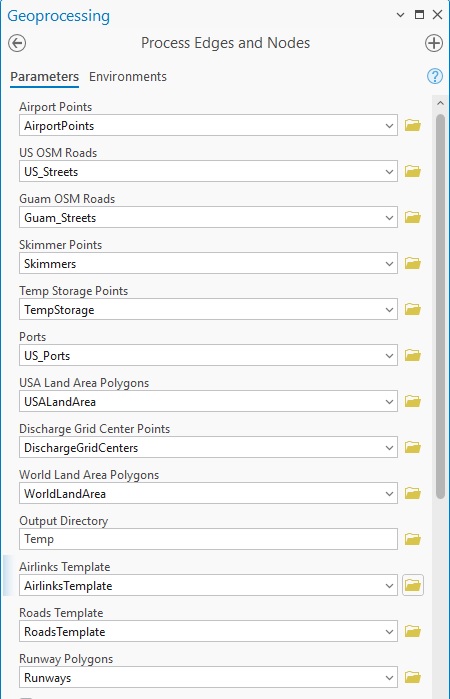 Geoprocessing
Process Edges and Nodes
Parameters Environments
Airport Points
AirportPoints
US OSM Roads
US_Streets
Guam OSM Roads
Guam_Streets
Skimmer Points
Skimmers
Temp Storage Points
TempStorage
Ports
US_Ports
USA Land Area Polygons
USALandArea
Discharge Grid Center Points
DischargeGridCenters
World Land Area Polygons
WorldLandArea
Output Directory
Temp
Airlinks Template
AirlinksTemplate
Roads Template
RoadsTemplate
Runway Polygons
Runways